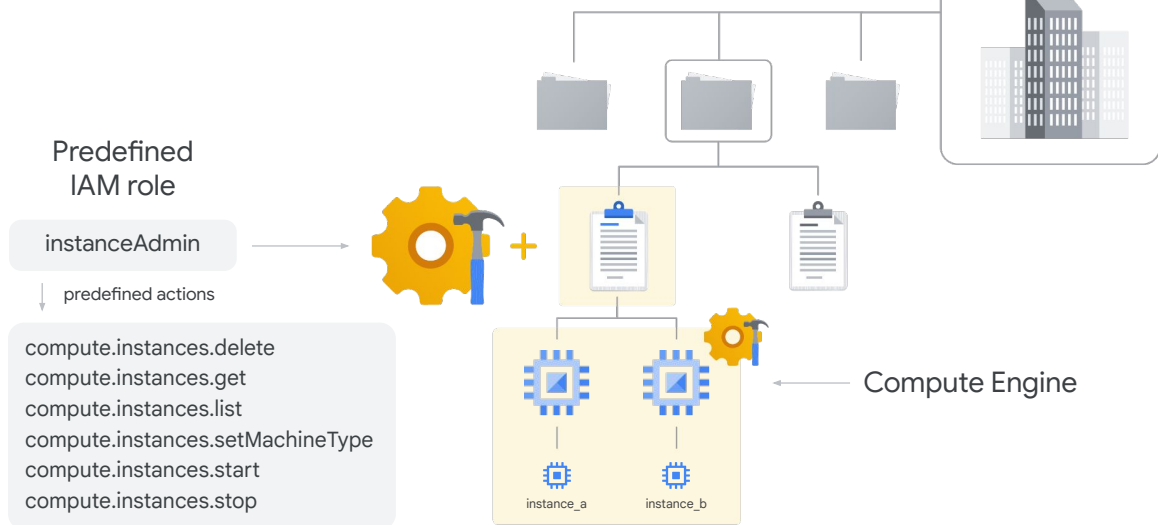 Predefined
IAM role
instanceAdmin
predefined actions
compute.instances.delete
compute.instances.get
compute.instances.list
compute.instances.setMachineType
compute.instances.start
compute.instances.stop
Compute Engine
instance_a
instance_b